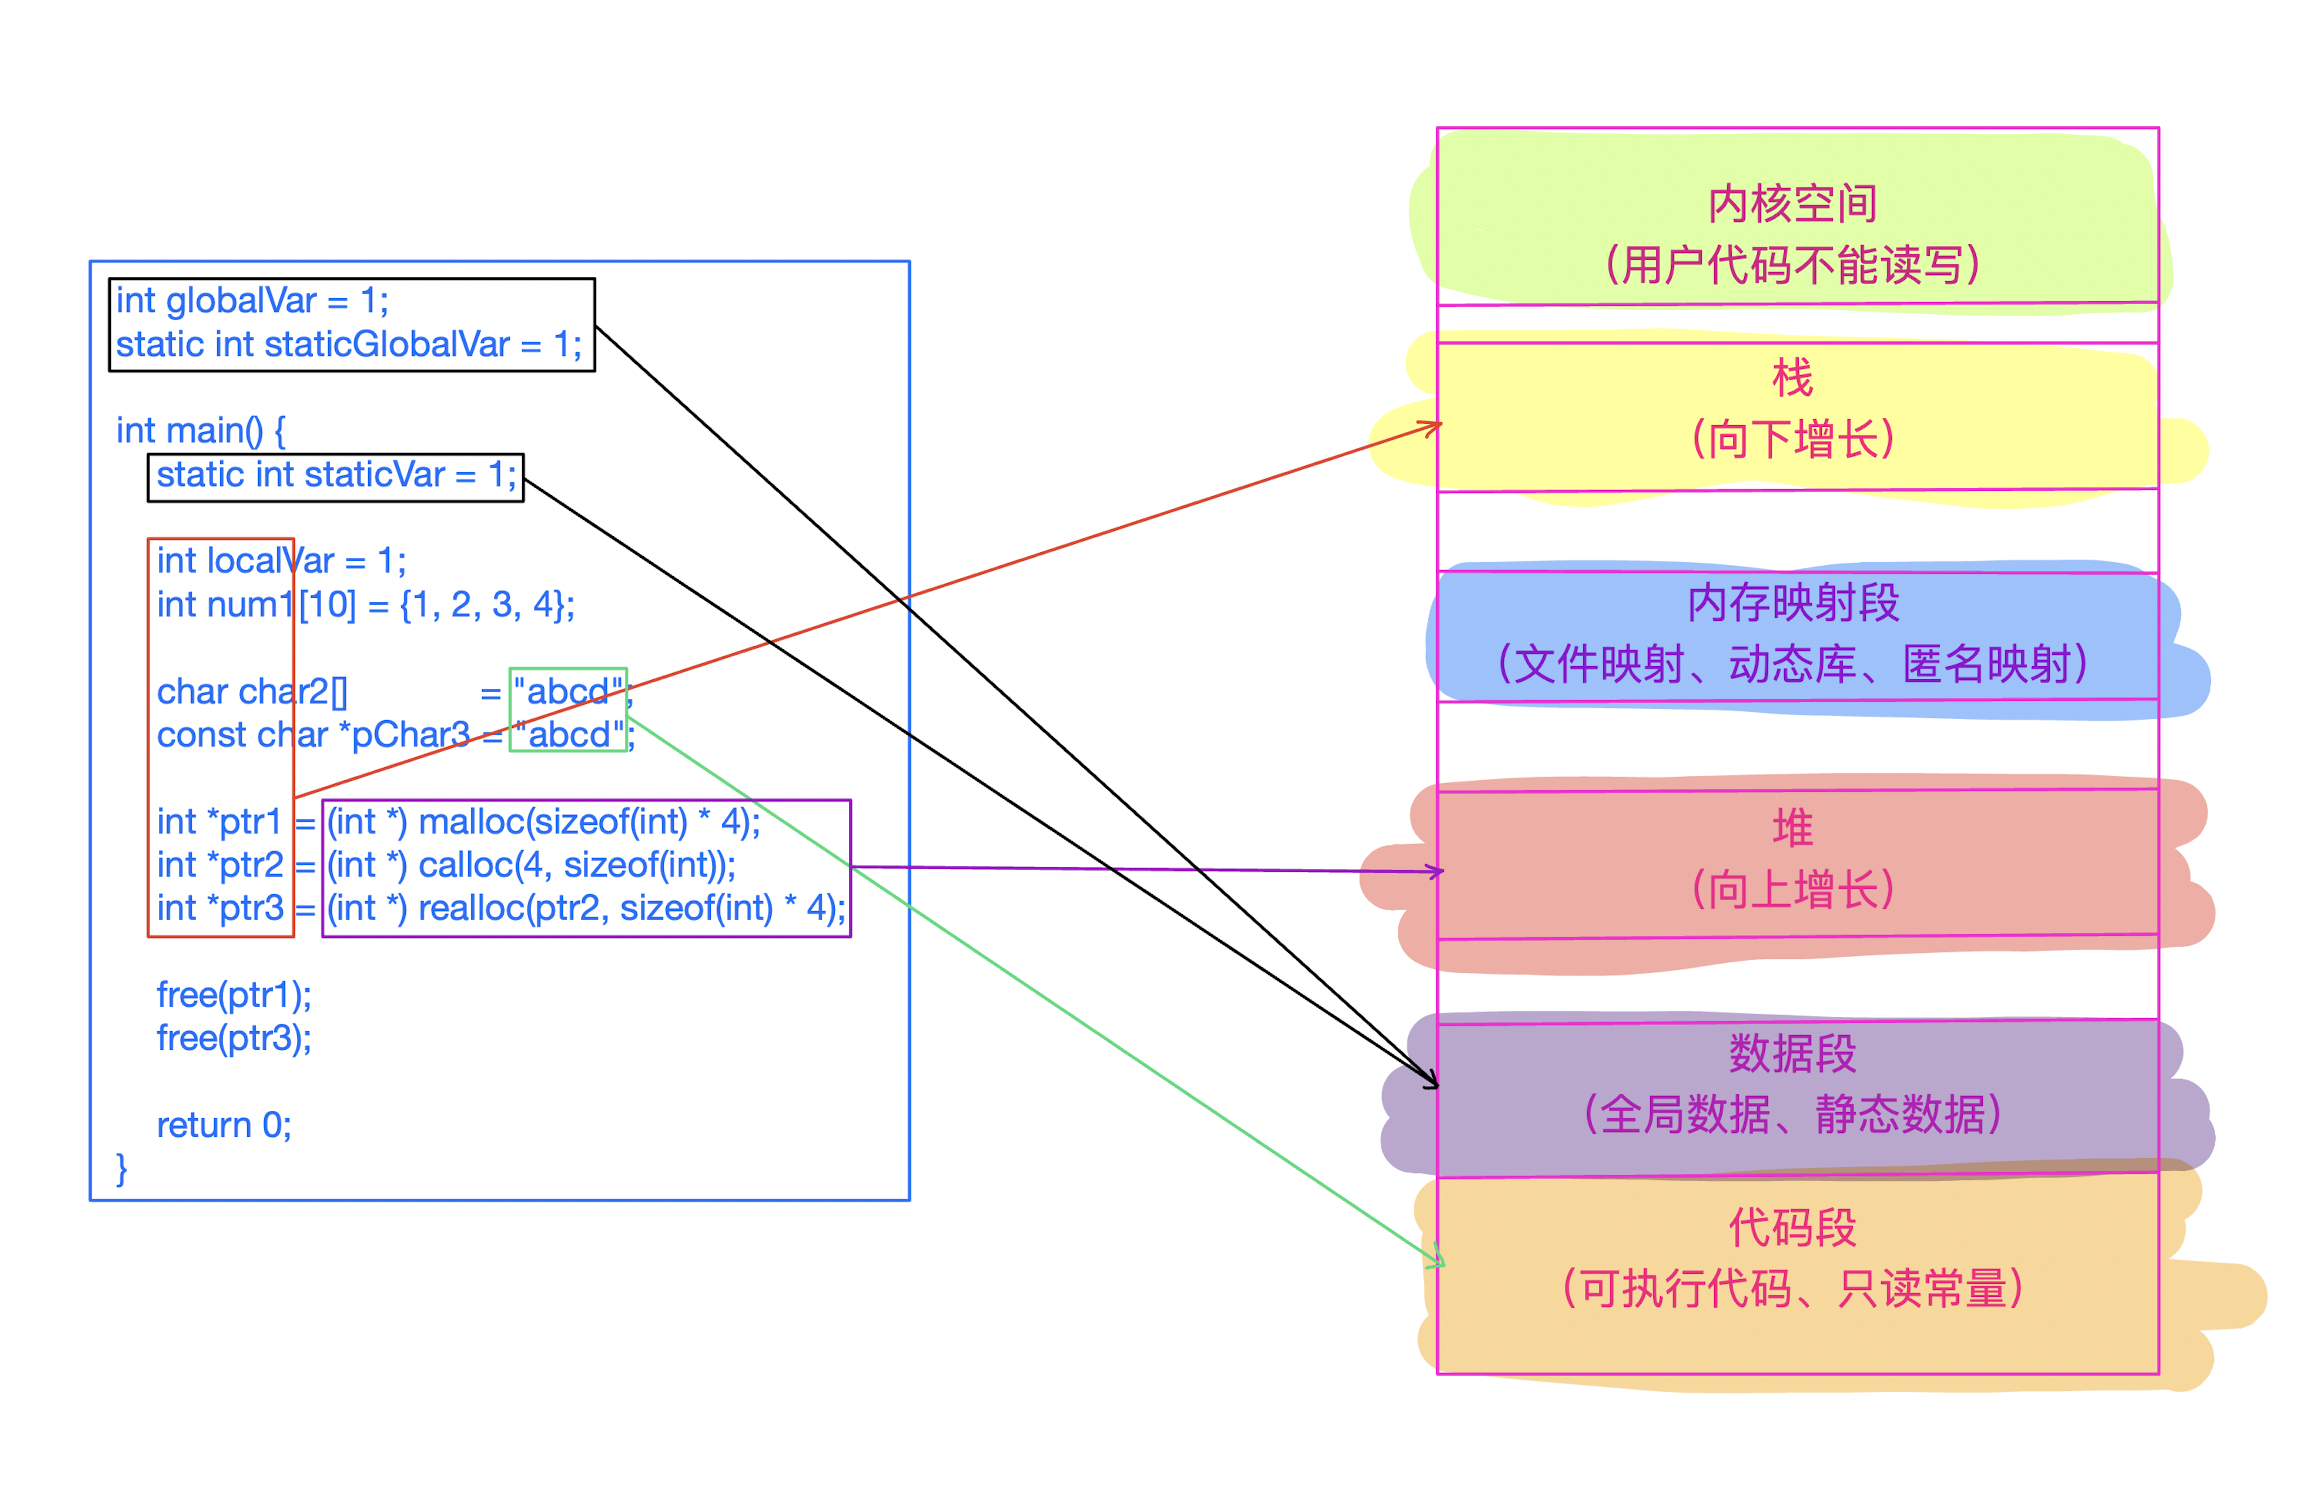 int globalVar = 1;
static int staticGlobalVar = 1;
int main() {
static int staticVar = 1;
int localVar = 1;
int num1[10] = {1, 2, 3, 4};
char char2[] = "abcd";
const char *pChar3 = "abcd";
int *ptr1 = (int *) malloc(sizeof(int) * 4);
int *ptr2 = (int *) calloc(4, sizeof(int));
int *ptr3 = (int *) realloc(ptr2, sizeof(int) * 4);
free(ptr1);
free(ptr3);
return 0;
}
内核空间
（用户代码不能读写）
栈
（向下增长）
内存映射段
（文件映射、动态库、匿名映射）
堆
（向上增长）
数据段
（全局数据、静态数据）
代码段
（可执行代码、只读常量）